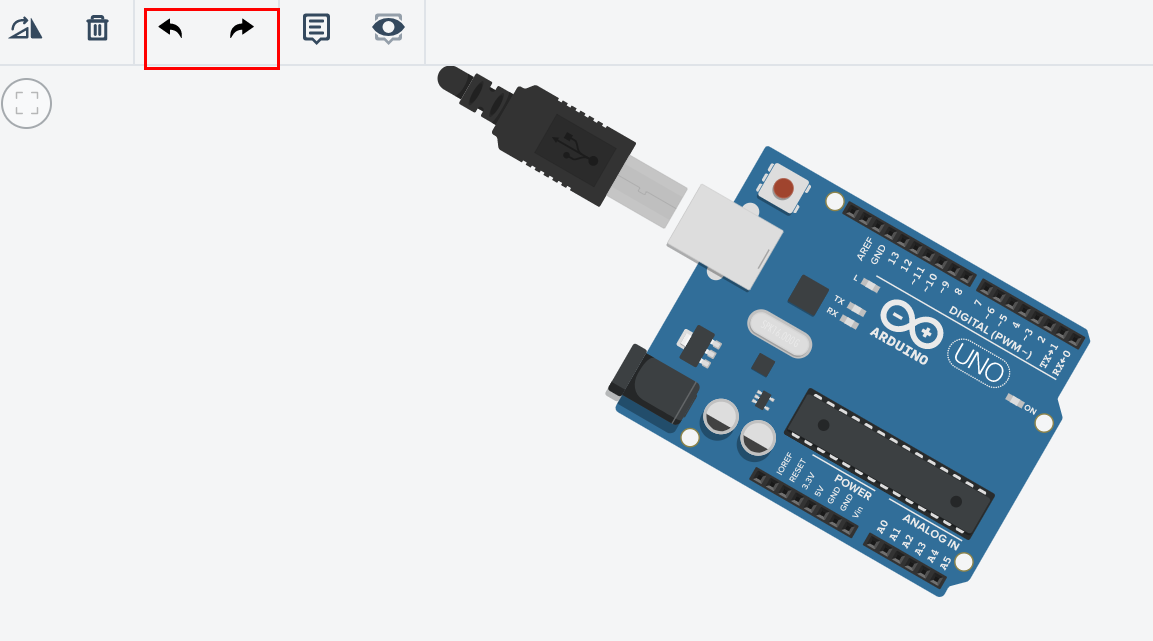 AREF
GND
13
12
~11
~10
~9
8
7
~6
~5
4
~3
2
TX→1
RX←0
DIGITAL (PWM~)
L
TX
RX
ARDUINO
UNO
ON
IOREF
RESET
3.3V
5V
GND
GND
Vin
POWER
ANALOG IN
A0
A1
A2
A3
A4
A5